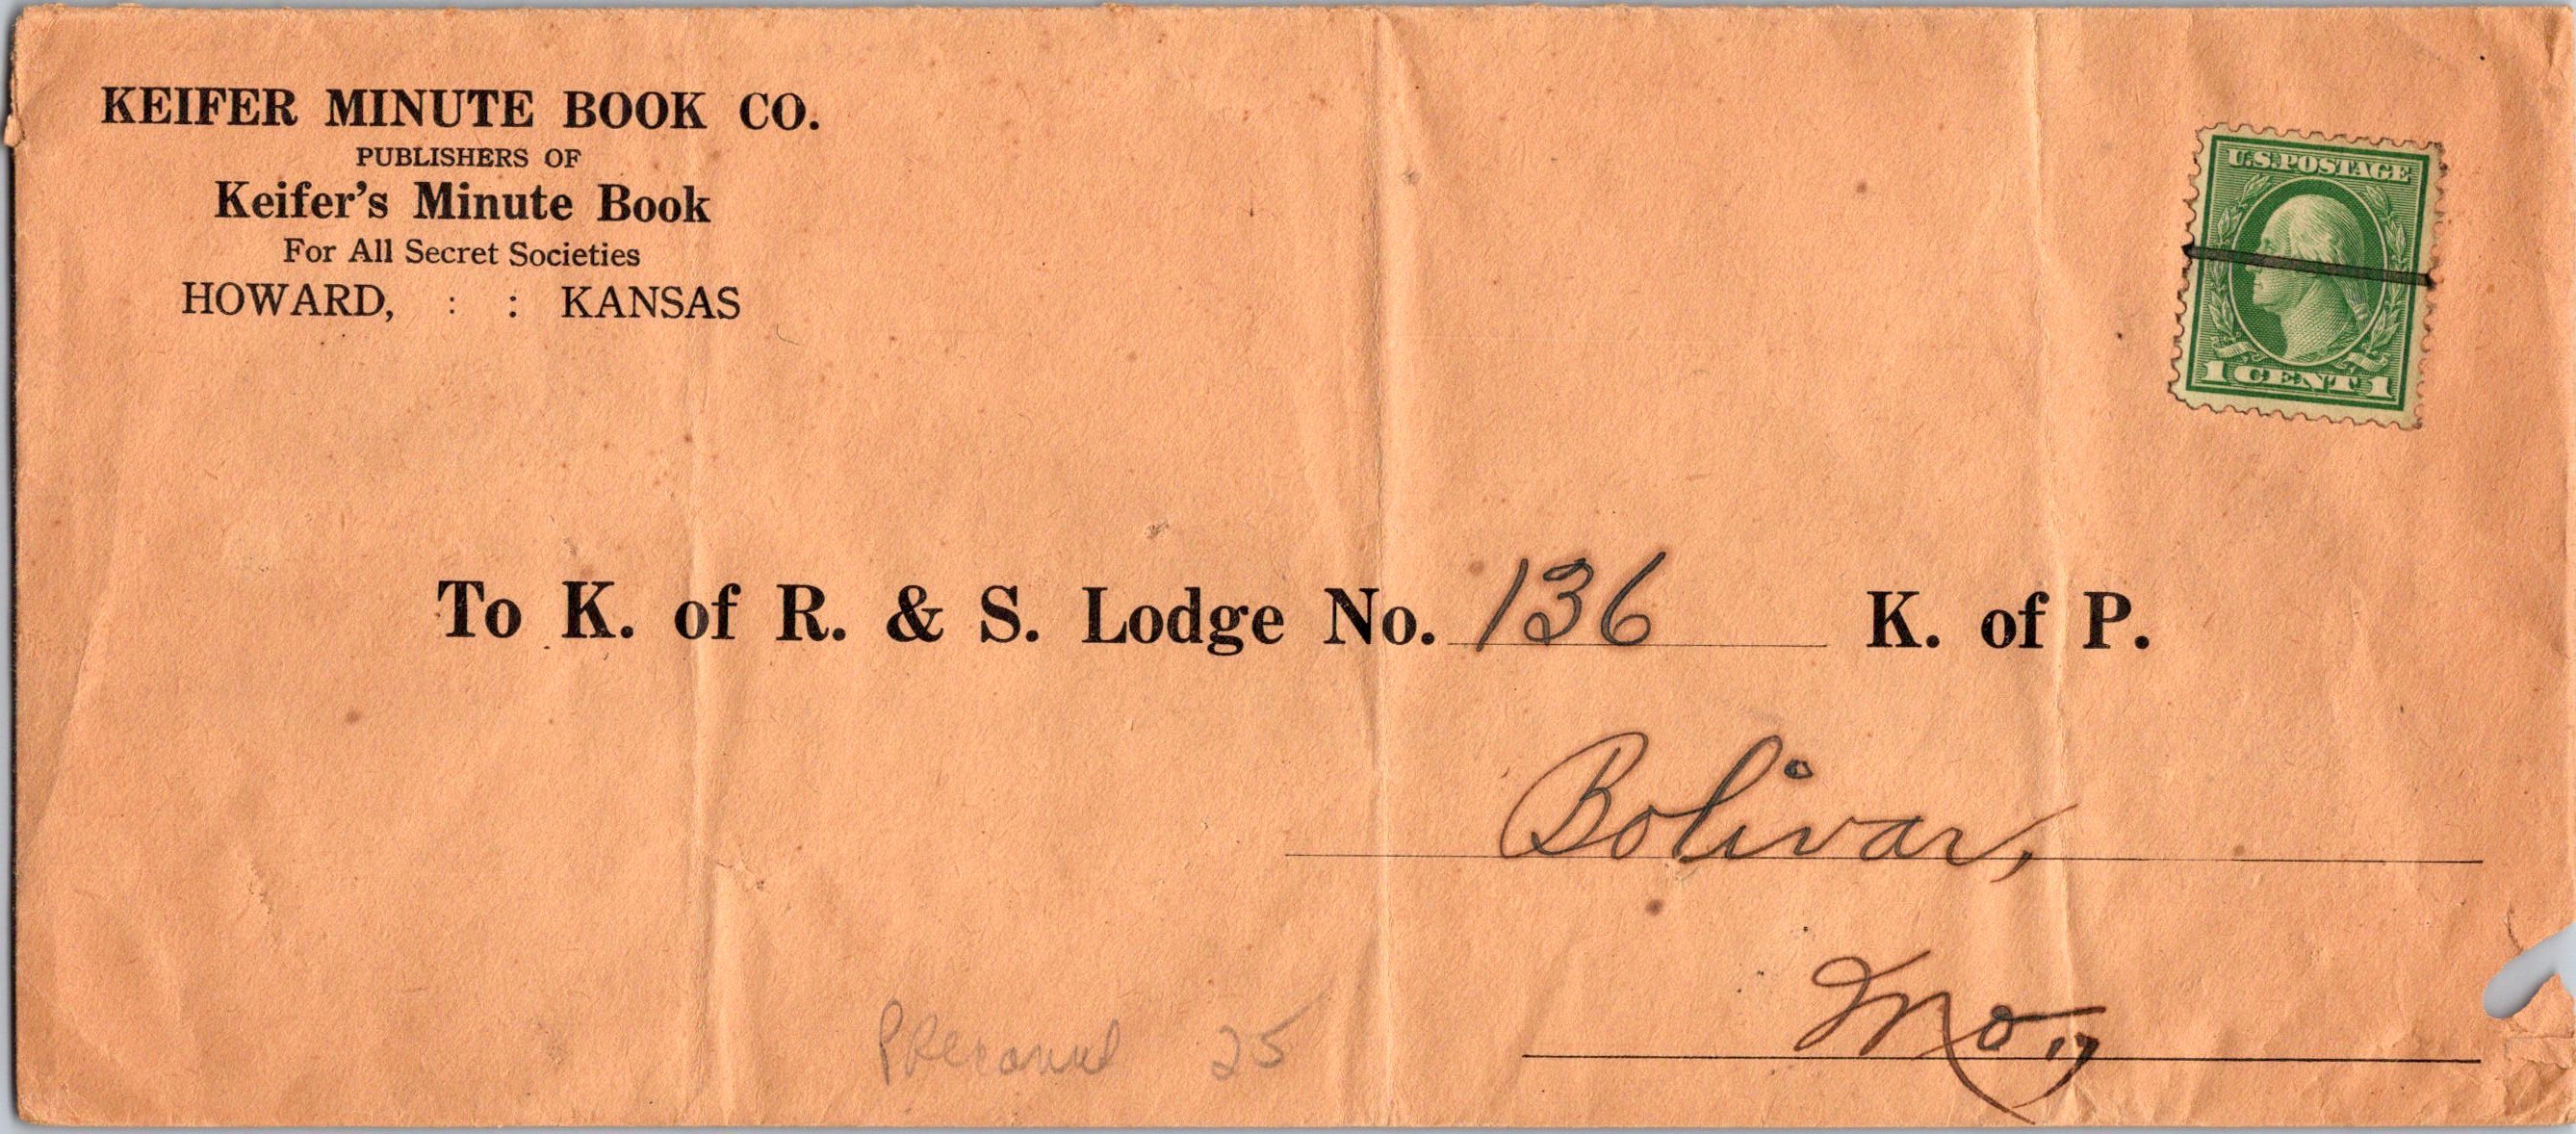 KEIFER MINUTE BOOK CO.
PUBLISHERS OF
Keifer's Minute Book
For All Secret Societies
HOWARD, : : KANSAS
U.S. POSTAGE
1 CENT 1
To K. of R. & S. Lodge No. 136 K. of P.
Bolivar,
Mo,
25